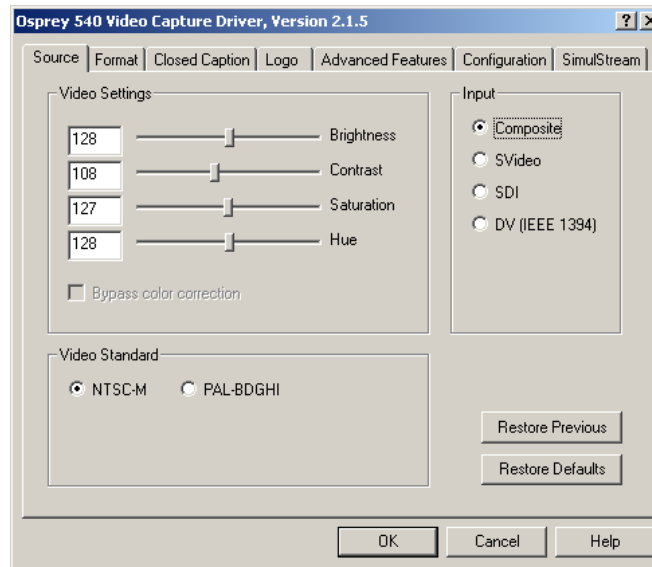 Osprey 540 Video Capture Driver, Version 2.1.5
Source Format Closed Caption Logo Advanced Features Configuration SimulStream
Video Settings
128 Brightness
108 Contrast
127 Saturation
128 Hue
Bypass color correction
Input
Composite
SVideo
SDI
DV (IEEE 1394)
Video Standard
NTSC-M PAL-BDGHI
Restore Previous
Restore Defaults
OK Cancel Help